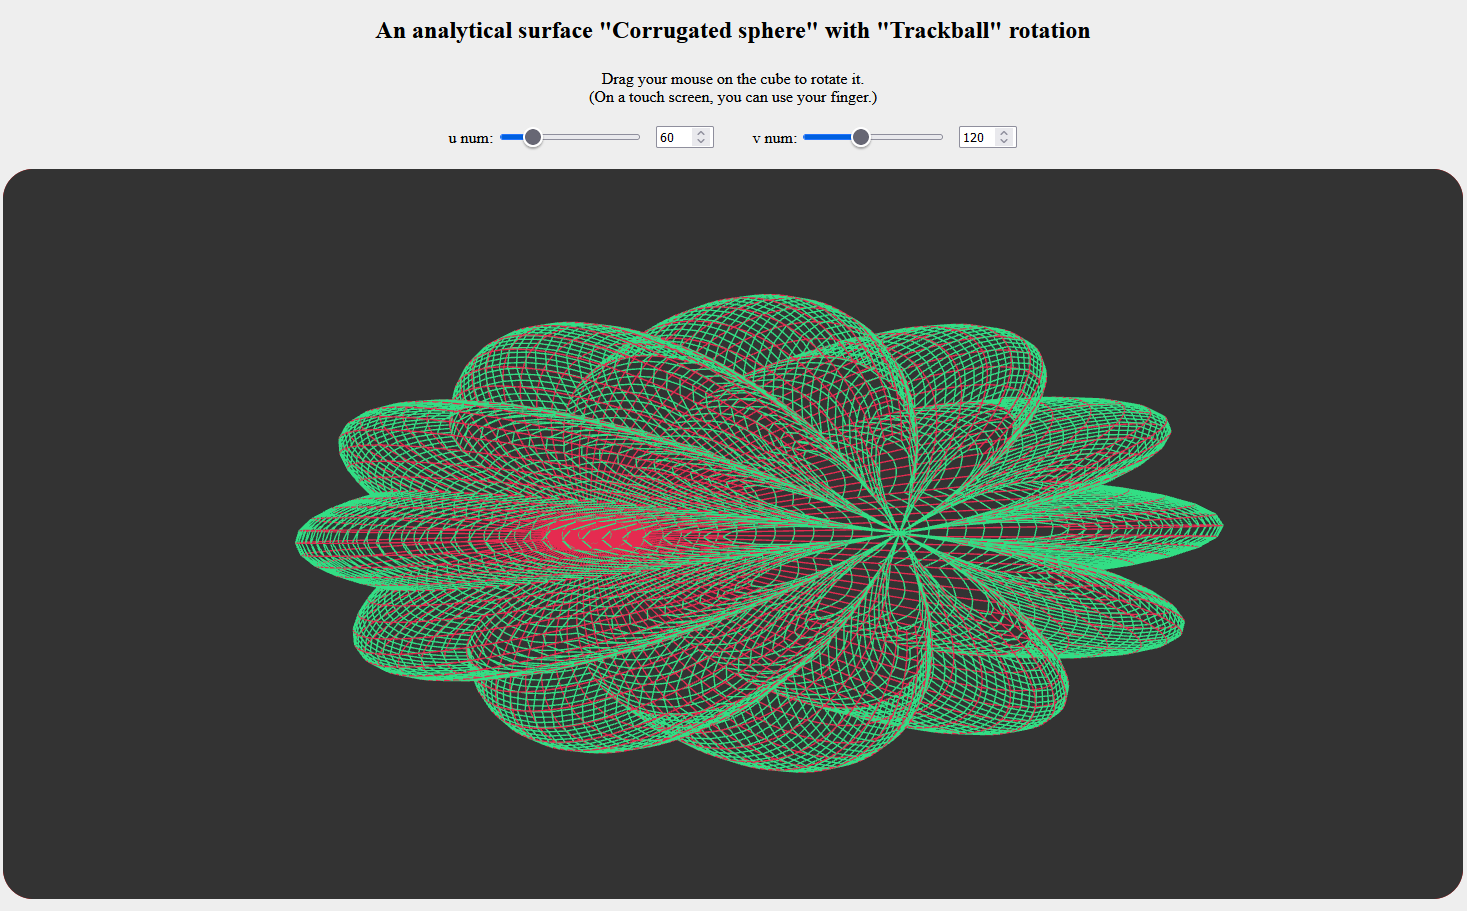 An analytical surface "Corrugated sphere" with "Trackball" rotation
Drag your mouse on the cube to rotate it.
(On a touch screen, you can use your finger.)
u num: 60 v num: 120